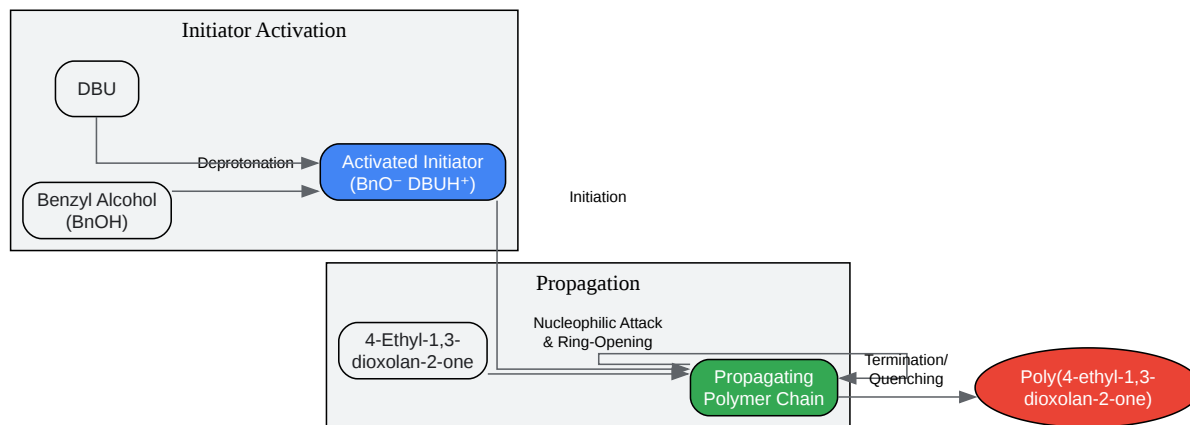 Initiator Activation
DBU
Deprotonation
Activated Initiator
(BnO⁻ DBUH⁺)
Benzyl Alcohol
(BnOH)
Initiation
Propagation
4-Ethyl-1,3-
dioxolan-2-one
Nucleophilic Attack
& Ring-Opening
Propagating
Polymer Chain
Termination/
Quenching
Poly(4-ethyl-1,3-
dioxolan-2-one)